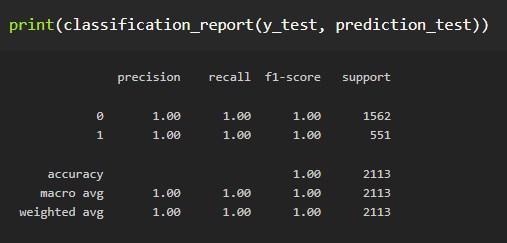 print(classification_report(y_test, prediction_test))
precision recall f1-score support
0 1.00 1.00 1.00 1562
1 1.00 1.00 1.00 551
accuracy 1.00 2113
macro avg 1.00 1.00 1.00 2113
weighted avg 1.00 1.00 1.00 2113